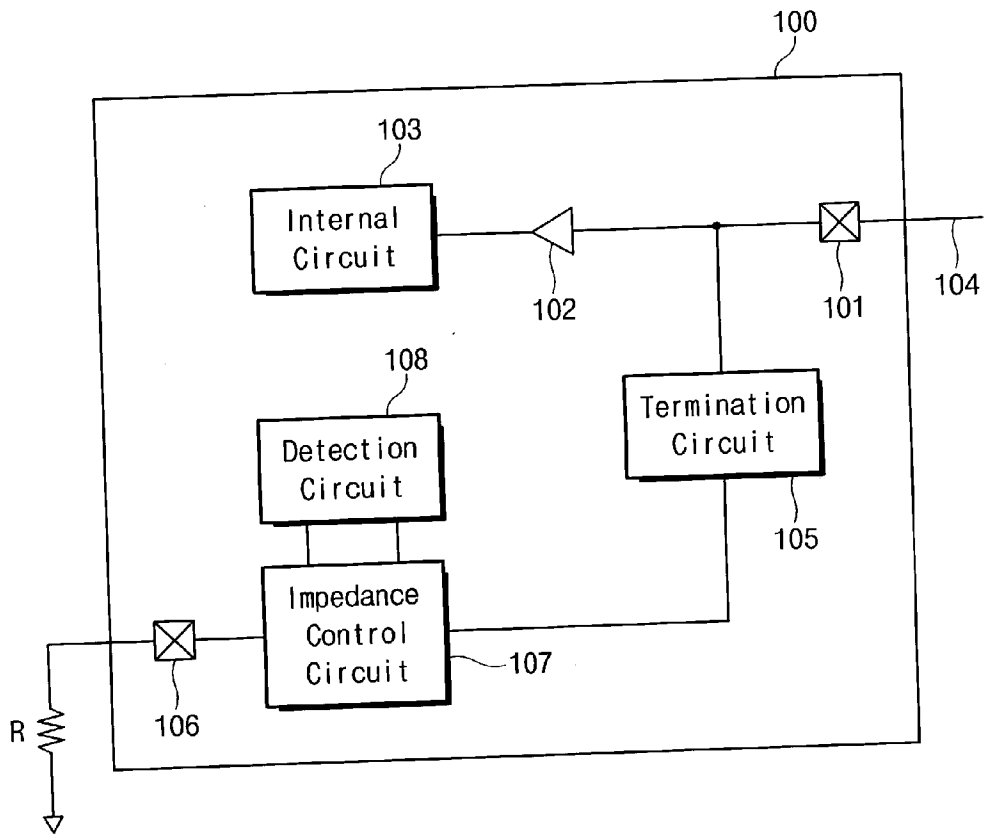 100
103
Internal
Circuit
102
101
104
108
Detection
Circuit
Termination
Circuit
105
Impedance
Control
Circuit
107
106
R